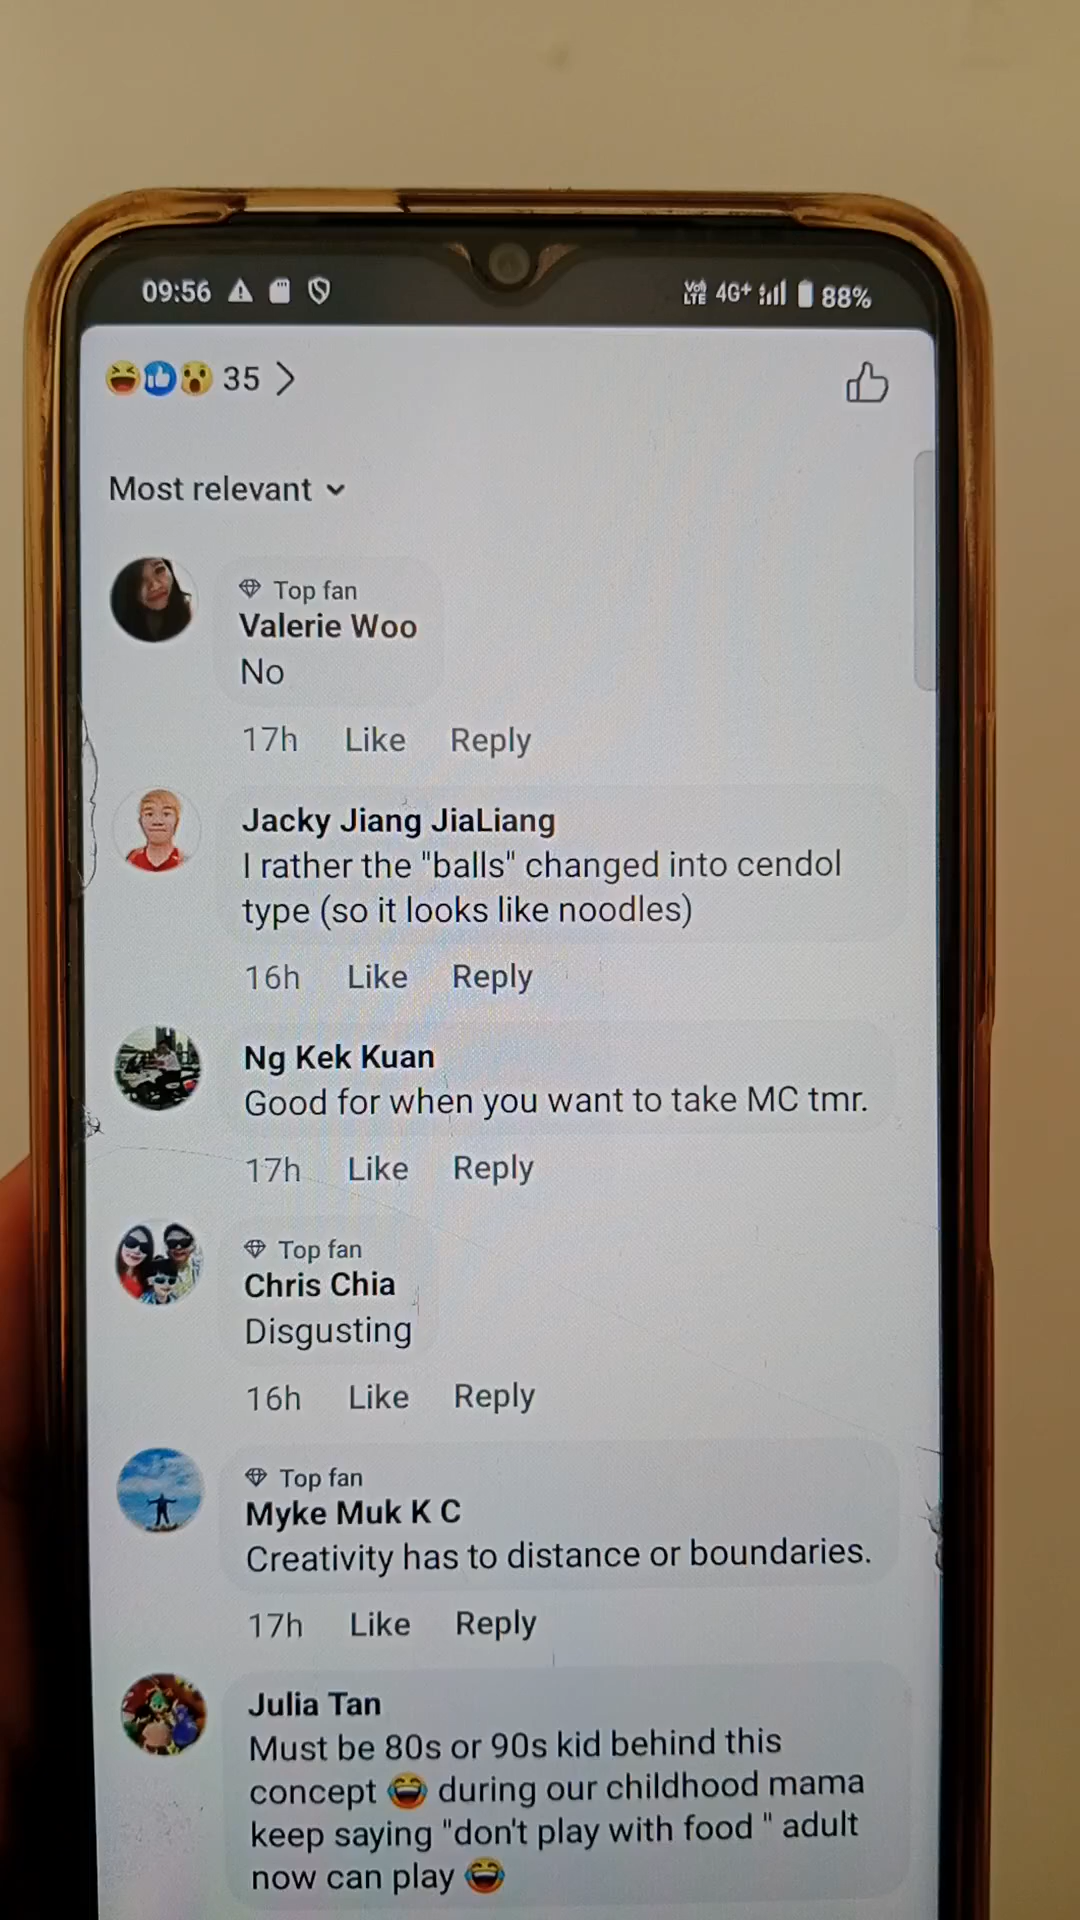 09:56
VoLTE 4G+ 88%
35
Most relevant
Top fan
Valerie Woo
No
17h Like Reply
Jacky Jiang JiaLiang
I rather the "balls" changed into cendol
type (so it looks like noodles)
16h Like Reply
Ng Kek Kuan
Good for when you want to take MC tmr.
17h Like Reply
Top fan
Chris Chia
Disgusting
16h Like Reply
Top fan
Myke Muk K C
Creativity has to distance or boundaries.
17h Like Reply
Julia Tan
Must be 80s or 90s kid behind this
concept 😂 during our childhood mama
keep saying "don't play with food " adult
now can play 😂